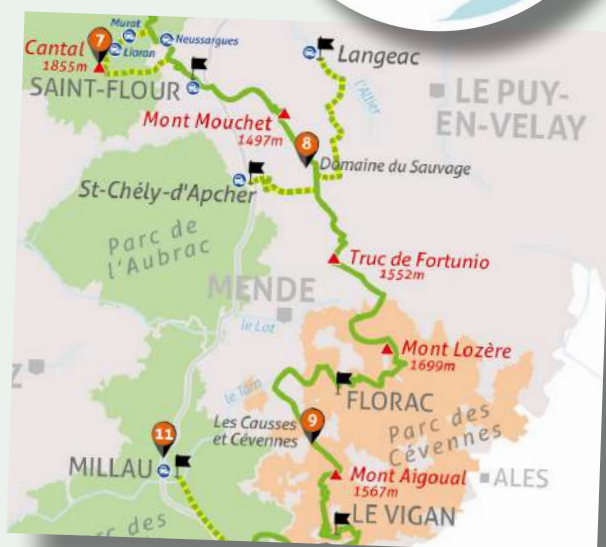 Murat
7
Neussargues
Cantal
1855m
Lioran
Langeac
SAINT-FLOUR
l'Allier
LE PUY-
EN-VELAY
Mont Mouchet
1497m
8
Domaine du Sauvage
St-Chély-d'Apcher
Parc de
l'Aubrac
Truc de Fortunio
1552m
MENDE
le Lot
Mont Lozère
1699m
Z
le Tarn
FLORAC
Les Causses
et Cévennes
9
Parc des
Cévennes
11
MILLAU
Mont Aigoual
1567m
ALES
LE VIGAN
Parc des